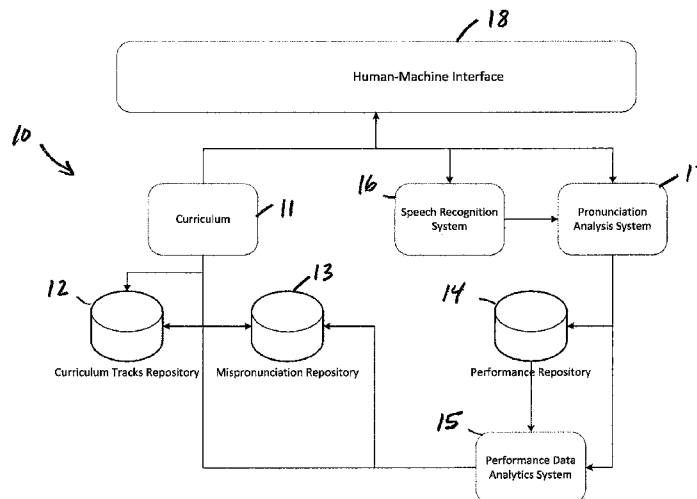 18
Human-Machine Interface
10
11
Curriculum
16
Speech Recognition
System
Pronunciation
Analysis System
12
13
14
Curriculum Tracks Repository
Mispronunciation Repository
Performance Repository
15
Performance Data
Analytics System